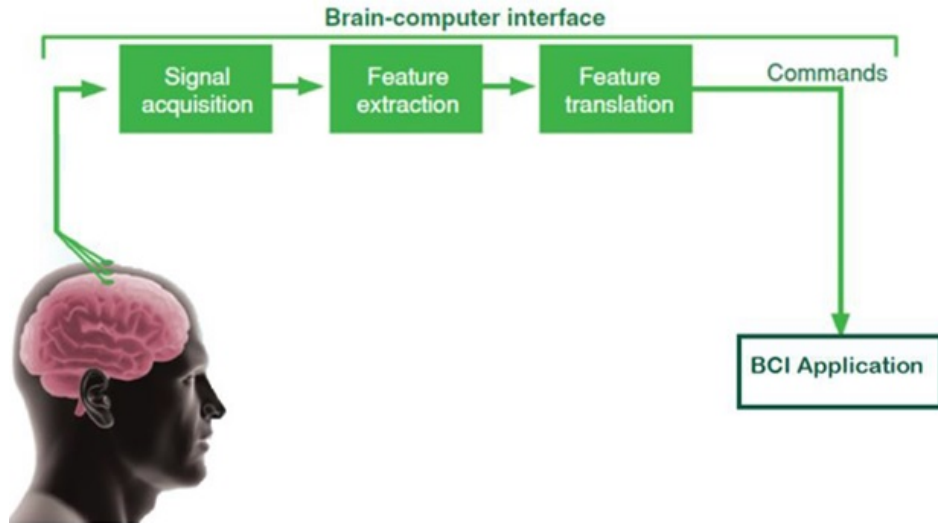 Brain-computer interface
Signal
acquisition
Feature
extraction
Feature
translation
Commands
BCI Application